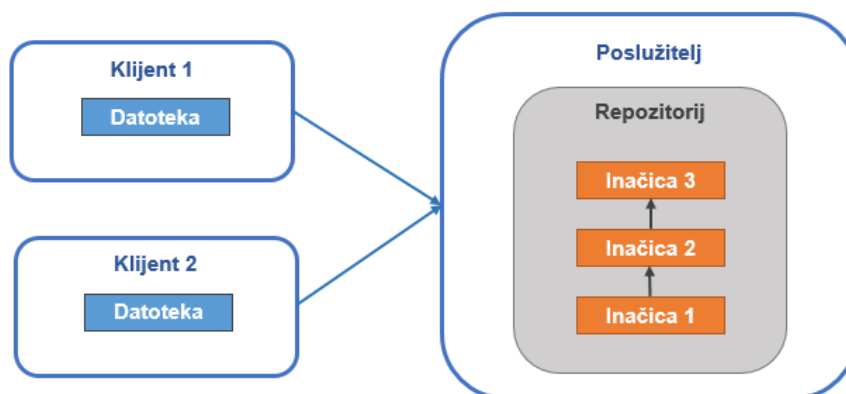 Klijent 1
Datoteka
Klijent 2
Datoteka
Poslužitelj
Repozitorij
Inačica 3
Inačica 2
Inačica 1